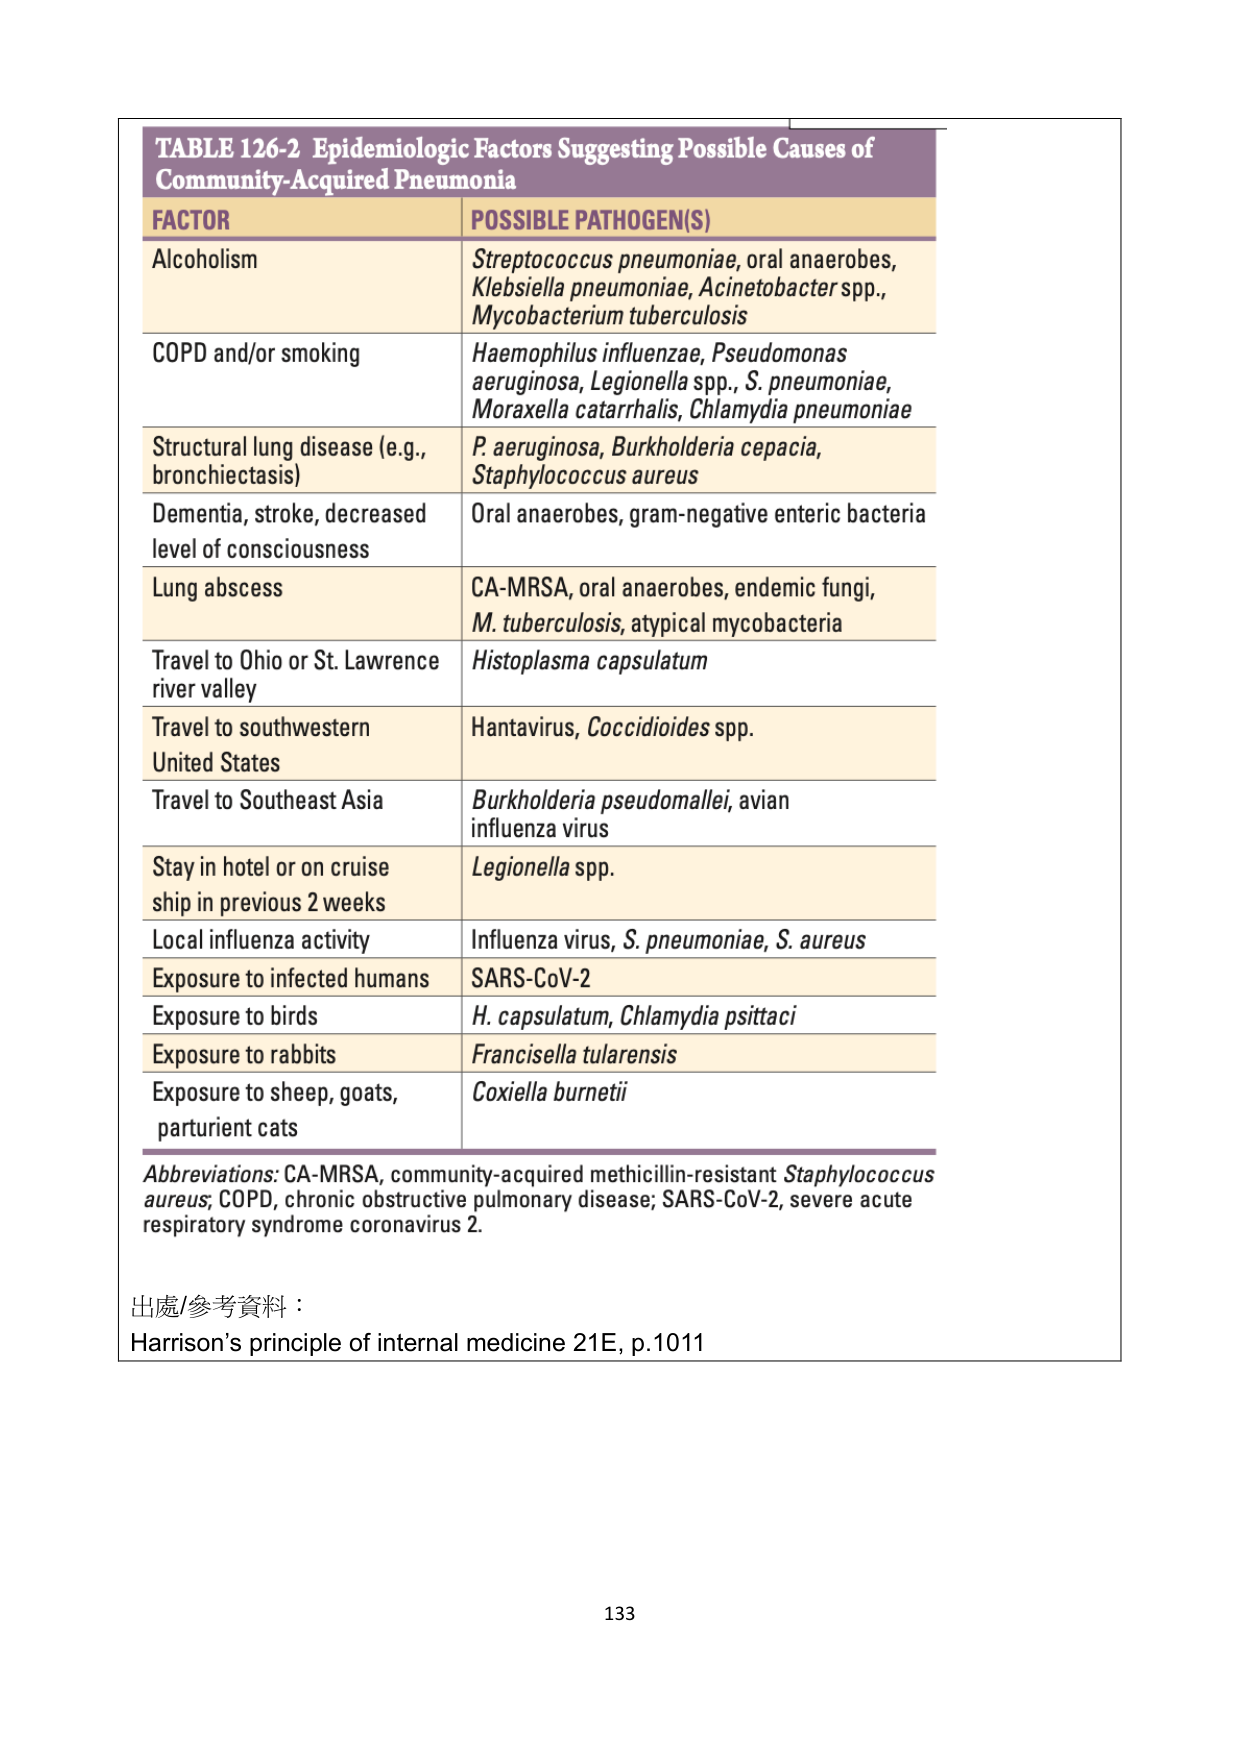 TABLE 126-2 Epidemiologic Factors Suggesting Possible Causes of
Community-Acquired Pneumonia
FACTOR POSSIBLE PATHOGEN(S)
Alcoholism Streptococcus pneumoniae, oral anaerobes,
Klebsiella pneumoniae, Acinetobacter spp.,
Mycobacterium tuberculosis
COPD and/or smoking Haemophilus influenzae, Pseudomonas
aeruginosa, Legionella spp., S. pneumoniae,
Moraxella catarrhalis, Chlamydia pneumoniae
Structural lung disease (e.g., P. aeruginosa, Burkholderia cepacia,
bronchiectasis) Staphylococcus aureus
Dementia, stroke, decreased Oral anaerobes, gram-negative enteric bacteria
level of consciousness
Lung abscess CA-MRSA, oral anaerobes, endemic fungi,
M. tuberculosis, atypical mycobacteria
Travel to Ohio or St. Lawrence Histoplasma capsulatum
river valley
Travel to southwestern Hantavirus, Coccidioides spp.
United States
Travel to Southeast Asia Burkholderia pseudomallei, avian
influenza virus
Stay in hotel or on cruise Legionella spp.
ship in previous 2 weeks
Local influenza activity Influenza virus, S. pneumoniae, S. aureus
Exposure to infected humans SARS-CoV-2
Exposure to birds H. capsulatum, Chlamydia psittaci
Exposure to rabbits Francisella tularensis
Exposure to sheep, goats, Coxiella burnetii
parturient cats
Abbreviations: CA-MRSA, community-acquired methicillin-resistant Staphylococcus
aureus; COPD, chronic obstructive pulmonary disease; SARS-CoV-2, severe acute
respiratory syndrome coronavirus 2.
出處/參考資料：
Harrison’s principle of internal medicine 21E, p.1011
133